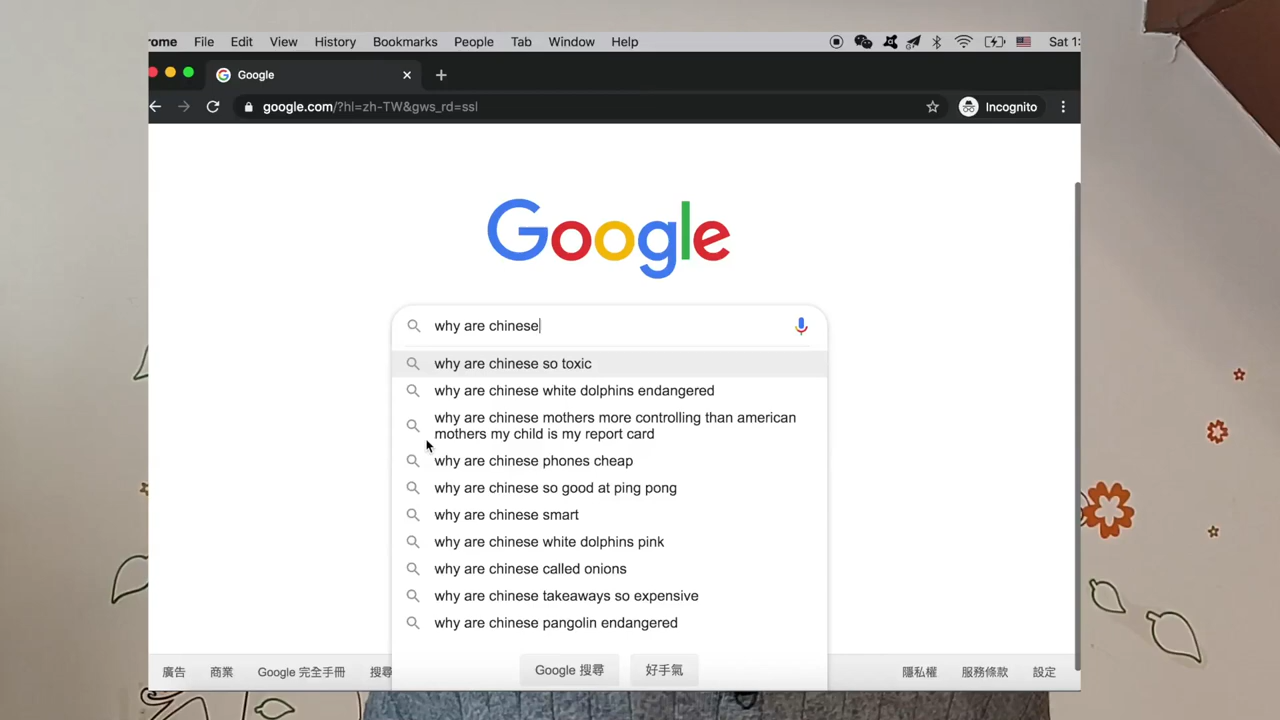 rome File Edit View History Bookmarks People Tab Window Help Sat 1:
Google
google.com/?hl=zh-TW&gws_rd=ssl Incognito
Google
why are chinese
why are chinese so toxic
why are chinese white dolphins endangered
why are chinese mothers more controlling than american
mothers my child is my report card
why are chinese phones cheap
why are chinese so good at ping pong
why are chinese smart
why are chinese white dolphins pink
why are chinese called onions
why are chinese takeaways so expensive
why are chinese pangolin endangered
Google 搜尋 好手氣
廣告 商業 Google 完全手冊 搜尋 隱私權 服務條款 設定